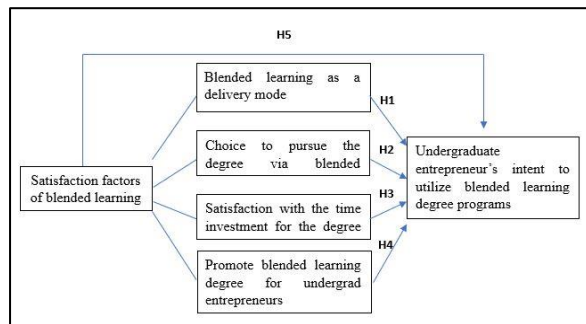 H5
Blended learning as a
delivery mode
H1
Choice to pursue the
degree via blended
H2
Satisfaction factors
of blended learning
Satisfaction with the time
investment for the degree
H3
Promote blended learning
degree for undergrad
entrepreneurs
H4
Undergraduate
entrepreneur's intent to
utilize blended learning
degree programs